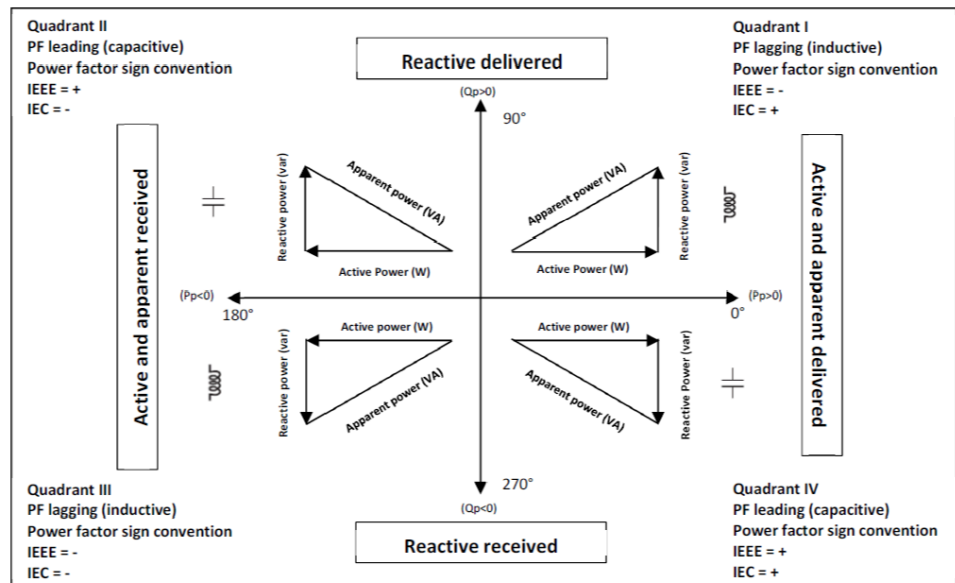 Quadrant II
PF leading (capacitive)
Power factor sign convention
IEEE = +
IEC = -
Reactive delivered
(Qp>0)
90°
Quadrant I
PF lagging (inductive)
Power factor sign convention
IEEE = -
IEC = +
Active and apparent received
Reactive power (var)
Apparent power (VA)
Active Power (W)
Apparent power (VA)
Reactive power (var)
Active Power (W)
Active and apparent delivered
(Pp<0)
180°
(Pp>0)
0°
Active power (W)
Reactive power (var)
Apparent power (VA)
Active power (W)
Apparent power (VA)
Reactive Power (var)
270°
(Qp<0)
Reactive received
Quadrant III
PF lagging (inductive)
Power factor sign convention
IEEE = -
IEC = -
Quadrant IV
PF leading (capacitive)
Power factor sign convention
IEEE = +
IEC = +